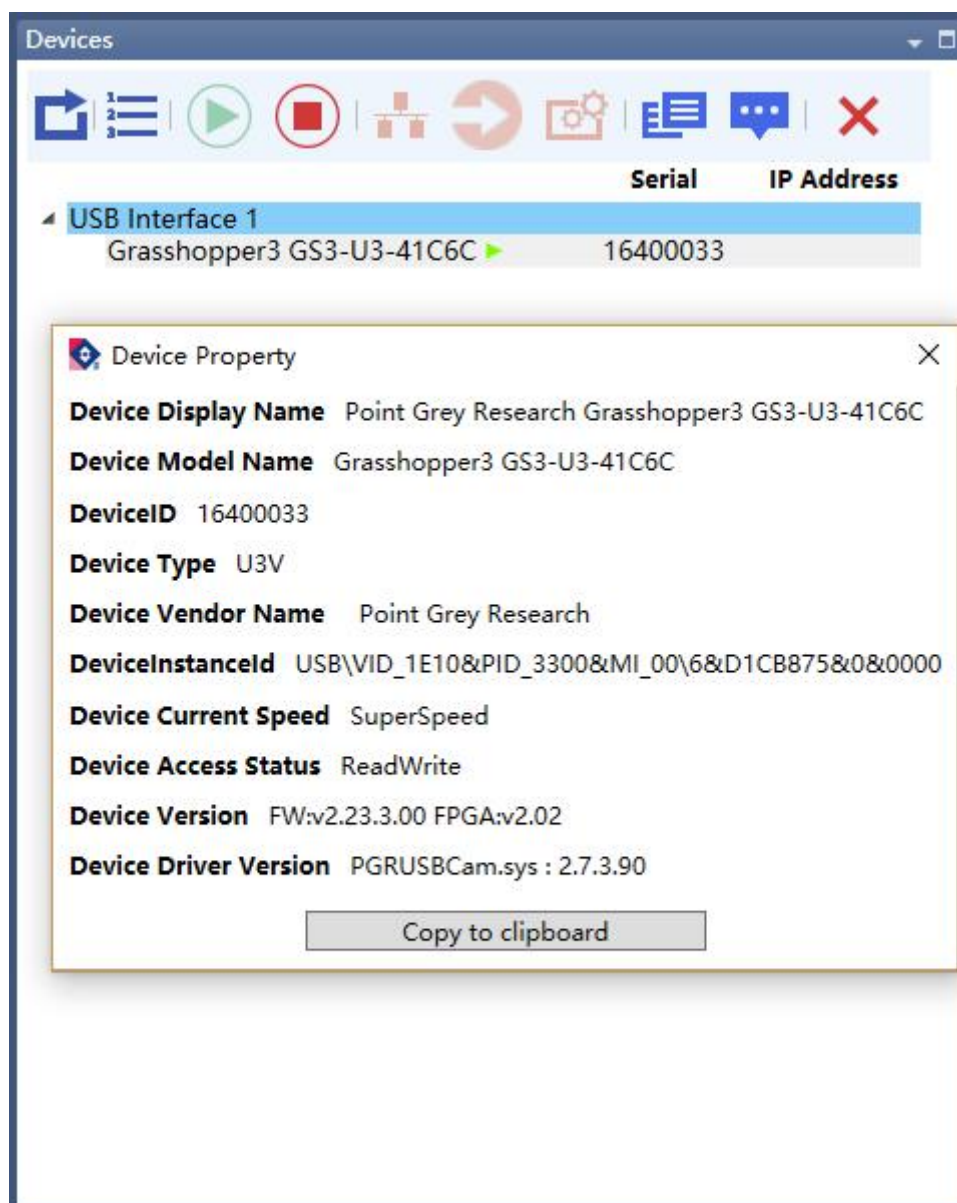 Devices
Serial IP Address
USB Interface 1
Grasshopper3 GS3-U3-41C6C 16400033
Device Property
Device Display Name Point Grey Research Grasshopper3 GS3-U3-41C6C
Device Model Name Grasshopper3 GS3-U3-41C6C
DeviceID 16400033
Device Type U3V
Device Vendor Name Point Grey Research
DeviceInstanceId USB\VID_1E10&PID_3300&MI_00\6&D1CB875&0&0000
Device Current Speed SuperSpeed
Device Access Status ReadWrite
Device Version FW:v2.23.3.00 FPGA:v2.02
Device Driver Version PGRUSBCam.sys : 2.7.3.90
Copy to clipboard